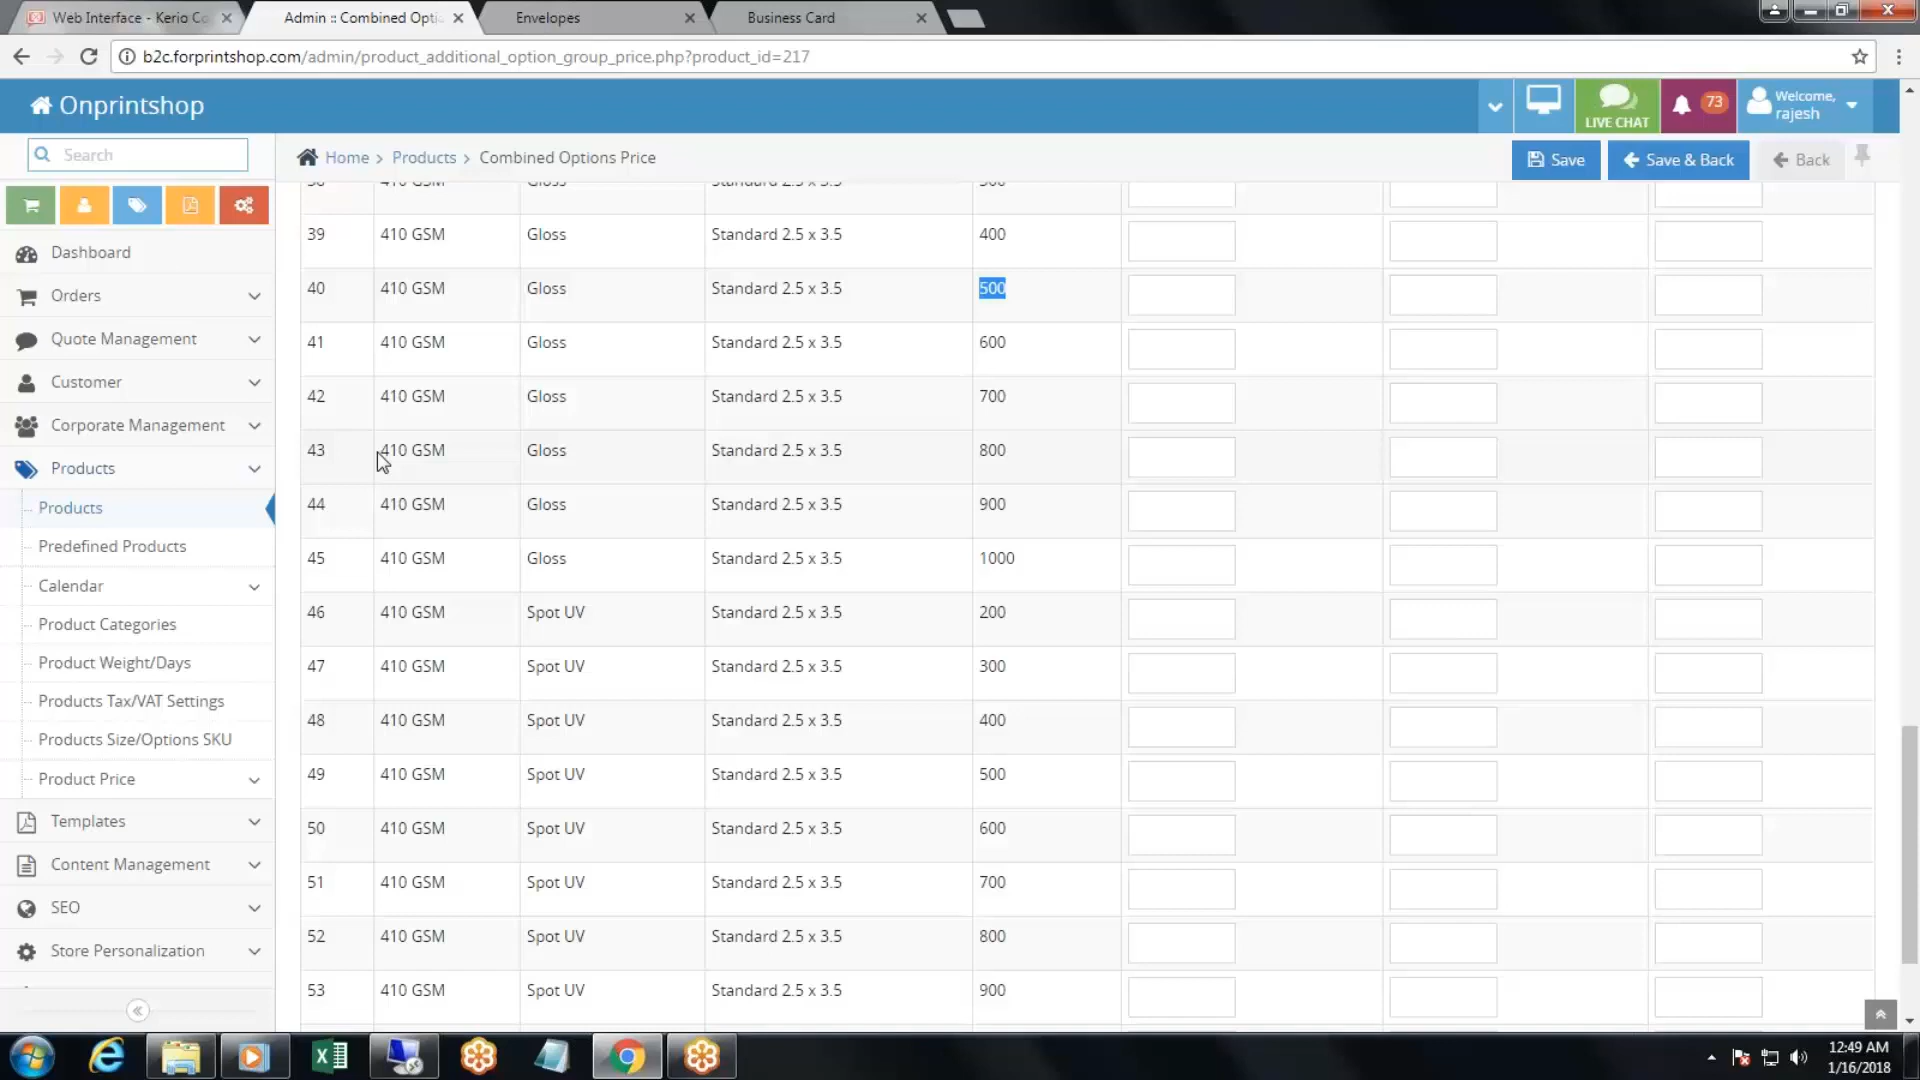 Web Interface - Kerio Co
Admin :: Combined Opti
Envelopes
Business Card
b2c.forprintshop.com/admin/product_additional_option_group_price.php?product_id=217
Onprintshop
LIVE CHAT
73
Welcome,
rajesh
Search
Home > Products > Combined Options Price
Save
Save & Back
Back
Dashboard
Orders
Quote Management
Customer
Corporate Management
Products
Products
Predefined Products
Calendar
Product Categories
Product Weight/Days
Products Tax/VAT Settings
Products Size/Options SKU
Product Price
Templates
Content Management
SEO
Store Personalization
38 410 GSM Gloss Standard 2.5 x 3.5 300
39 410 GSM Gloss Standard 2.5 x 3.5 400
40 410 GSM Gloss Standard 2.5 x 3.5 500
41 410 GSM Gloss Standard 2.5 x 3.5 600
42 410 GSM Gloss Standard 2.5 x 3.5 700
43 410 GSM Gloss Standard 2.5 x 3.5 800
44 410 GSM Gloss Standard 2.5 x 3.5 900
45 410 GSM Gloss Standard 2.5 x 3.5 1000
46 410 GSM Spot UV Standard 2.5 x 3.5 200
47 410 GSM Spot UV Standard 2.5 x 3.5 300
48 410 GSM Spot UV Standard 2.5 x 3.5 400
49 410 GSM Spot UV Standard 2.5 x 3.5 500
50 410 GSM Spot UV Standard 2.5 x 3.5 600
51 410 GSM Spot UV Standard 2.5 x 3.5 700
52 410 GSM Spot UV Standard 2.5 x 3.5 800
53 410 GSM Spot UV Standard 2.5 x 3.5 900
12:49 AM
1/16/2018